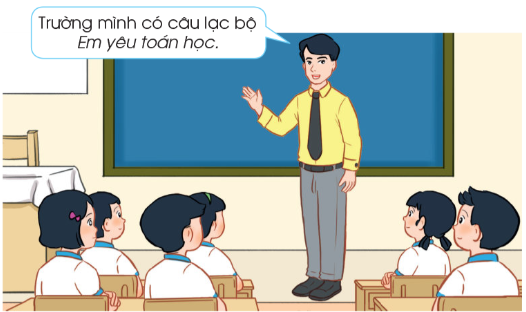 Trường mình có câu lạc bộ
Em yêu toán học.